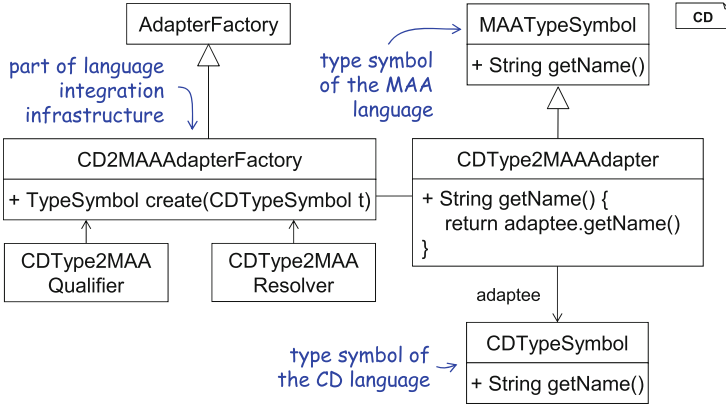 AdapterFactory
MAATypeSymbol
+ String getName()
CD
part of language
integration
infrastructure
type symbol
of the MAA
language
CD2MAAAdapterFactory
+ TypeSymbol create(CDTypeSymbol t)
CDType2MAAAdapter
+ String getName() {
return adaptee.getName()
}
CDType2MAA
Qualifier
CDType2MAA
Resolver
adaptee
type symbol of
the CD language
CDTypeSymbol
+ String getName()